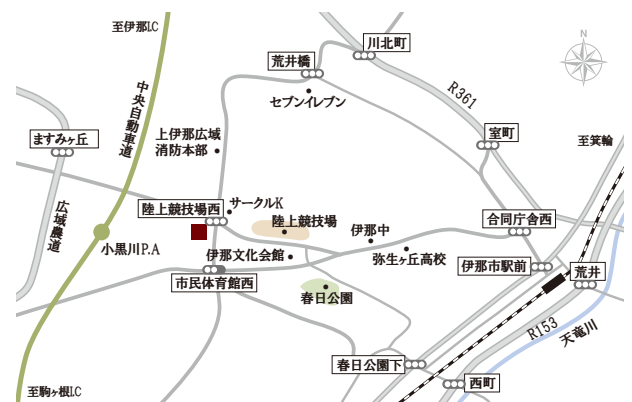 至伊那I.C
川北町
荒井橋
中央自動車道
セブンイレブン
R361
N
ますみヶ丘
上伊那広域
消防本部
室町
至箕輪
広域農道
陸上競技場西
サークルK
陸上競技場
伊那中
合同庁舎西
小黒川P.A
伊那文化会館
弥生ヶ丘高校
伊那市駅前
市民体育館西
春日公園
荒井
R153
天竜川
春日公園下
西町
至駒ヶ根I.C